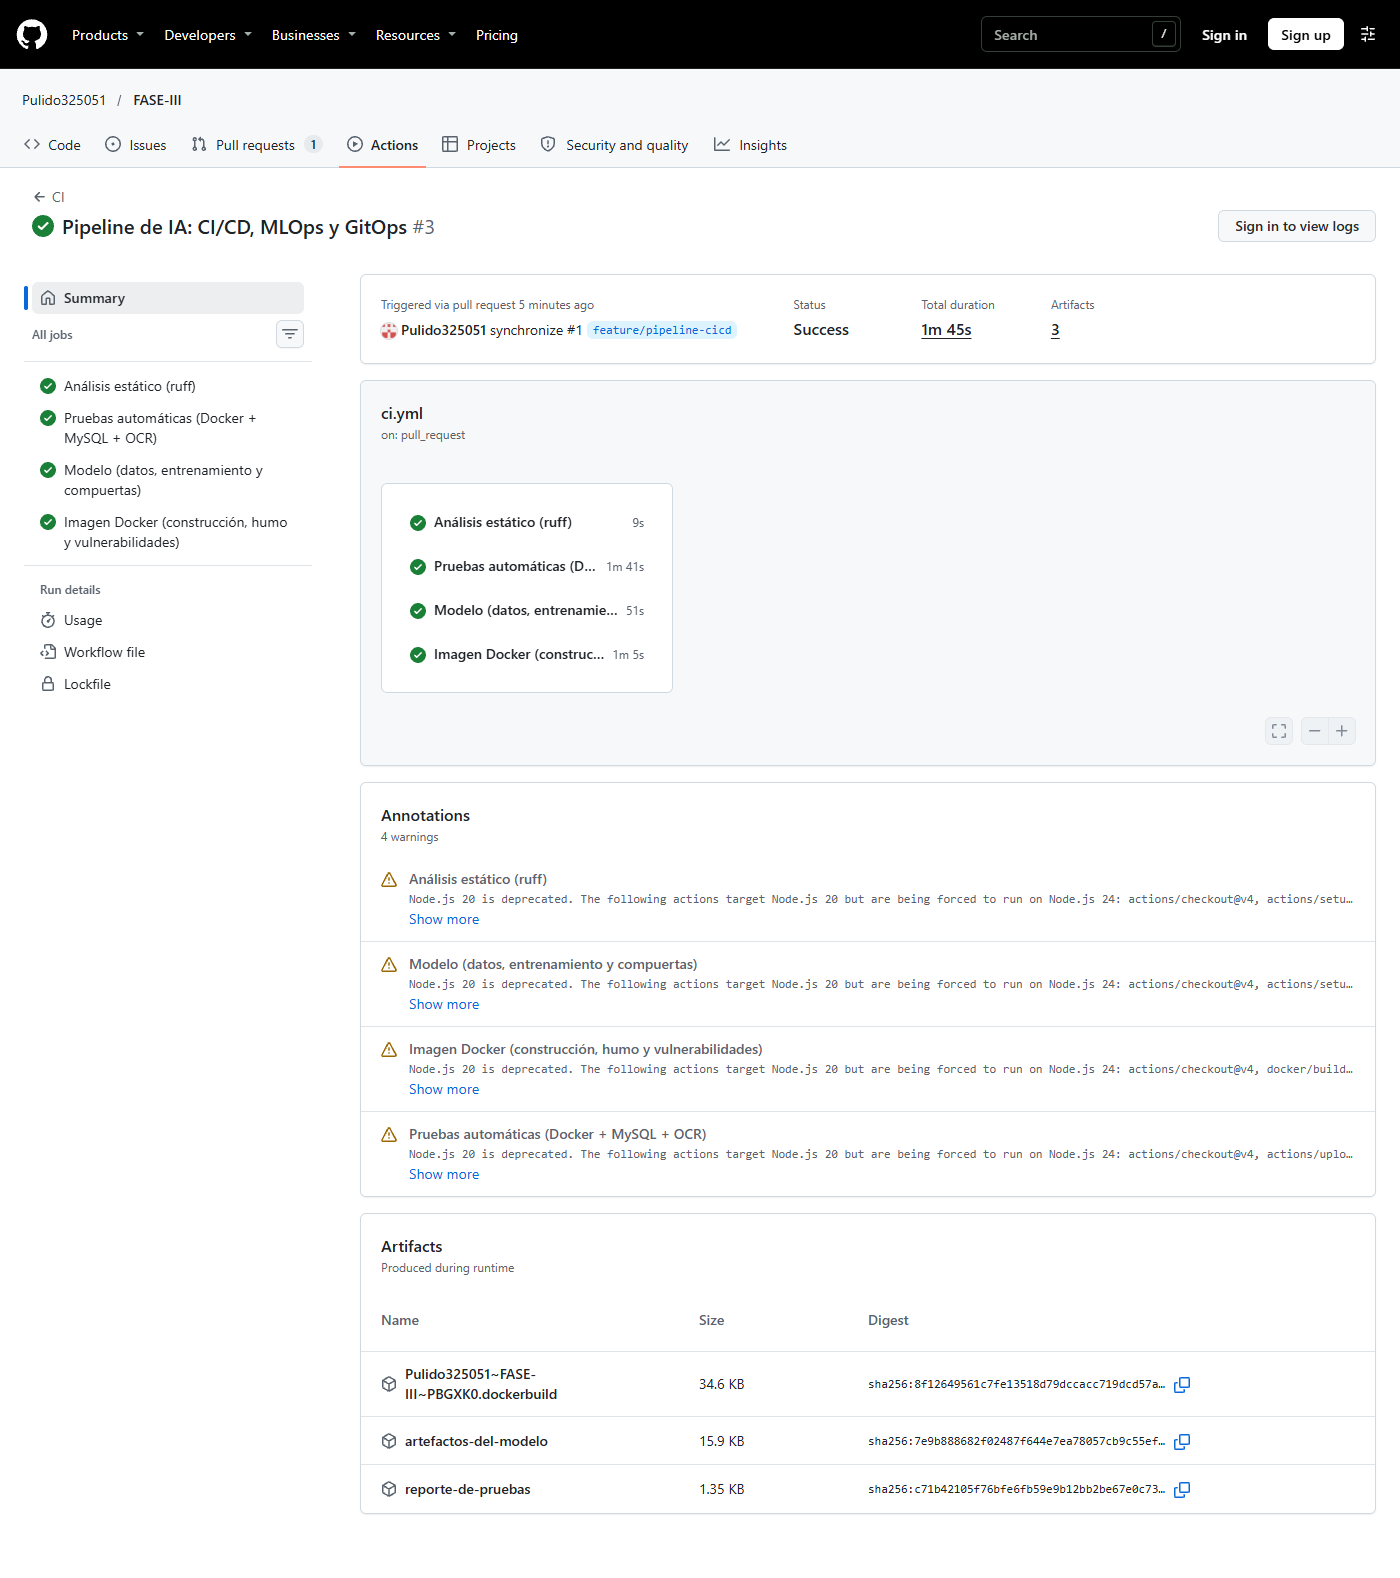 Products Developers Businesses Resources Pricing Search / Sign in Sign up
Pulido325051 / FASE-III
Code Issues Pull requests 1 Actions Projects Security and quality Insights
CI
Pipeline de IA: CI/CD, MLOps y GitOps #3
Sign in to view logs
Summary
All jobs
Análisis estático (ruff)
Pruebas automáticas (Docker +
MySQL + OCR)
Modelo (datos, entrenamiento y
compuertas)
Imagen Docker (construcción, humo
y vulnerabilidades)
Run details
Usage
Workflow file
Lockfile
Triggered via pull request 5 minutes ago
Pulido325051 synchronize #1 feature/pipeline-cicd
Status
Success
Total duration
1m 45s
Artifacts
3
ci.yml
on: pull_request
Análisis estático (ruff) 9s
Pruebas automáticas (D... 1m 41s
Modelo (datos, entrenamie... 51s
Imagen Docker (construc... 1m 5s
Annotations
4 warnings
Análisis estático (ruff)
Node.js 20 is deprecated. The following actions target Node.js 20 but are being forced to run on Node.js 24: actions/checkout@v4, actions/setu…
Show more
Modelo (datos, entrenamiento y compuertas)
Node.js 20 is deprecated. The following actions target Node.js 20 but are being forced to run on Node.js 24: actions/checkout@v4, actions/setu…
Show more
Imagen Docker (construcción, humo y vulnerabilidades)
Node.js 20 is deprecated. The following actions target Node.js 20 but are being forced to run on Node.js 24: actions/checkout@v4, docker/build…
Show more
Pruebas automáticas (Docker + MySQL + OCR)
Node.js 20 is deprecated. The following actions target Node.js 20 but are being forced to run on Node.js 24: actions/checkout@v4, actions/uplo…
Show more
Artifacts
Produced during runtime
Name Size Digest
Pulido325051~FASE-
III~PBGXK0.dockerbuild
34.6 KB
sha256:8f12649561c7fe13518d79dccacc719dcd57a…
artefactos-del-modelo 15.9 KB sha256:7e9b888682f02487f644e7ea78057cb9c55ef…
reporte-de-pruebas 1.35 KB sha256:c71b42105f76bfe6fb59e9b12bb2be67e0c73…